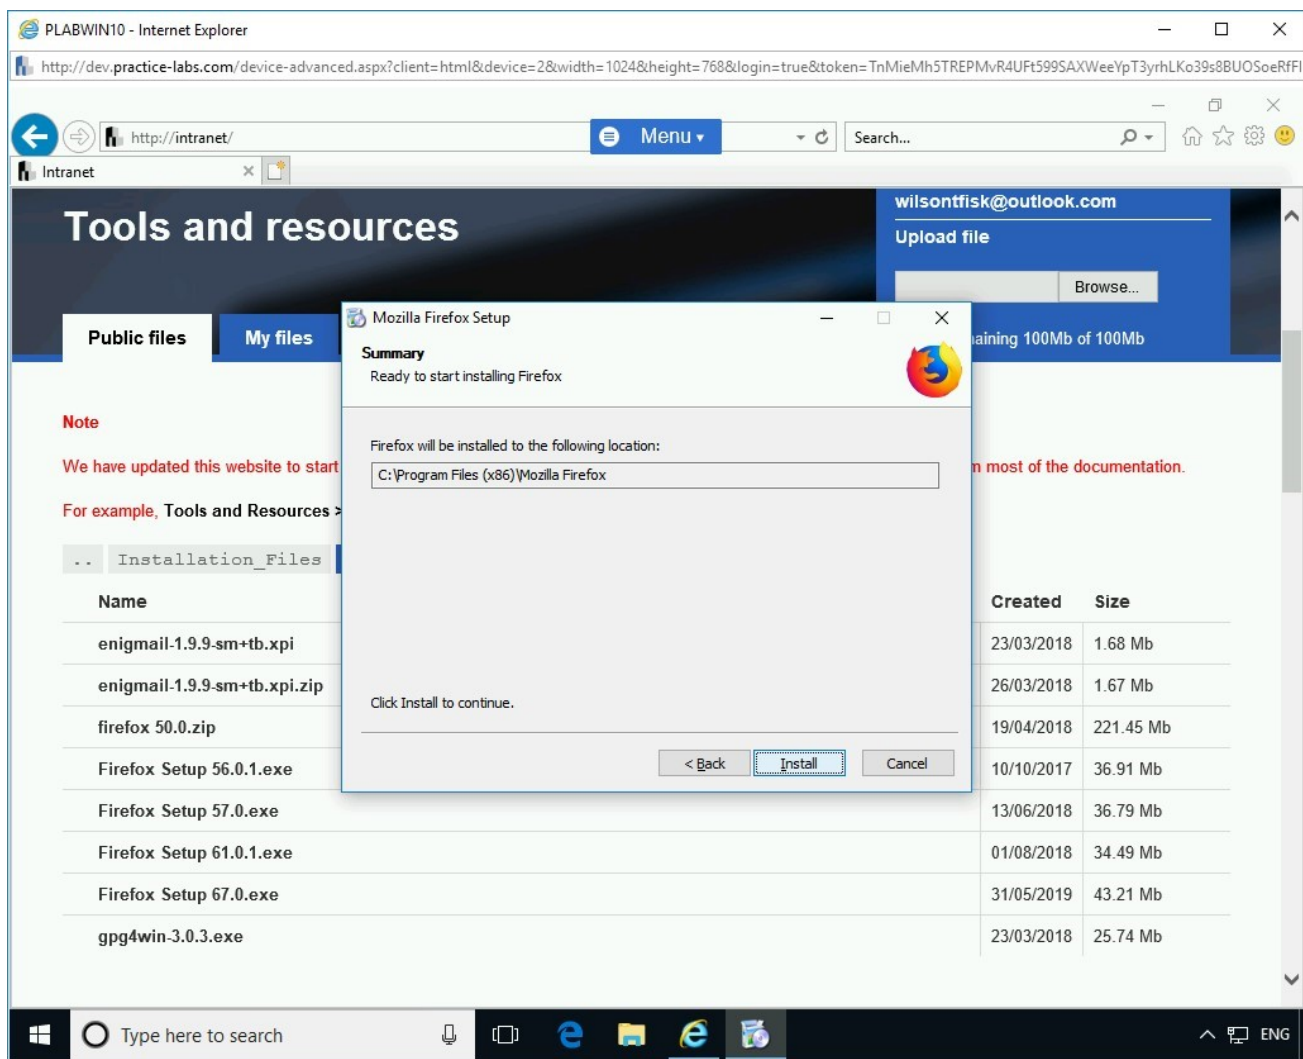 PLABWIN10 - Internet Explorer
http://dev.practice-labs.com/device-advanced.aspx?client=html&device=2&width=1024&height=768&login=true&token=TnMieMh5TREPMvR4UFt599SAXWeeYpT3yrhLKo39s8BUOSoeRfFl
http://intranet/
Menu
Search...
Intranet
Tools and resources
wilsontfisk@outlook.com
Upload file
Browse...
aining 100Mb of 100Mb
Public files
My files
Mozilla Firefox Setup
Summary
Ready to start installing Firefox
Firefox will be installed to the following location:
C:\Program Files (x86)\Mozilla Firefox
Click Install to continue.
< Back
Install
Cancel
Note
We have updated this website to start
most of the documentation.
For example, Tools and Resources >
.. Installation_Files
Name Created Size
enigmail-1.9.9-sm+tb.xpi 23/03/2018 1.68 Mb
enigmail-1.9.9-sm+tb.xpi.zip 26/03/2018 1.67 Mb
firefox 50.0.zip 19/04/2018 221.45 Mb
Firefox Setup 56.0.1.exe 10/10/2017 36.91 Mb
Firefox Setup 57.0.exe 13/06/2018 36.79 Mb
Firefox Setup 61.0.1.exe 01/08/2018 34.49 Mb
Firefox Setup 67.0.exe 31/05/2019 43.21 Mb
gpg4win-3.0.3.exe 23/03/2018 25.74 Mb
Type here to search
ENG